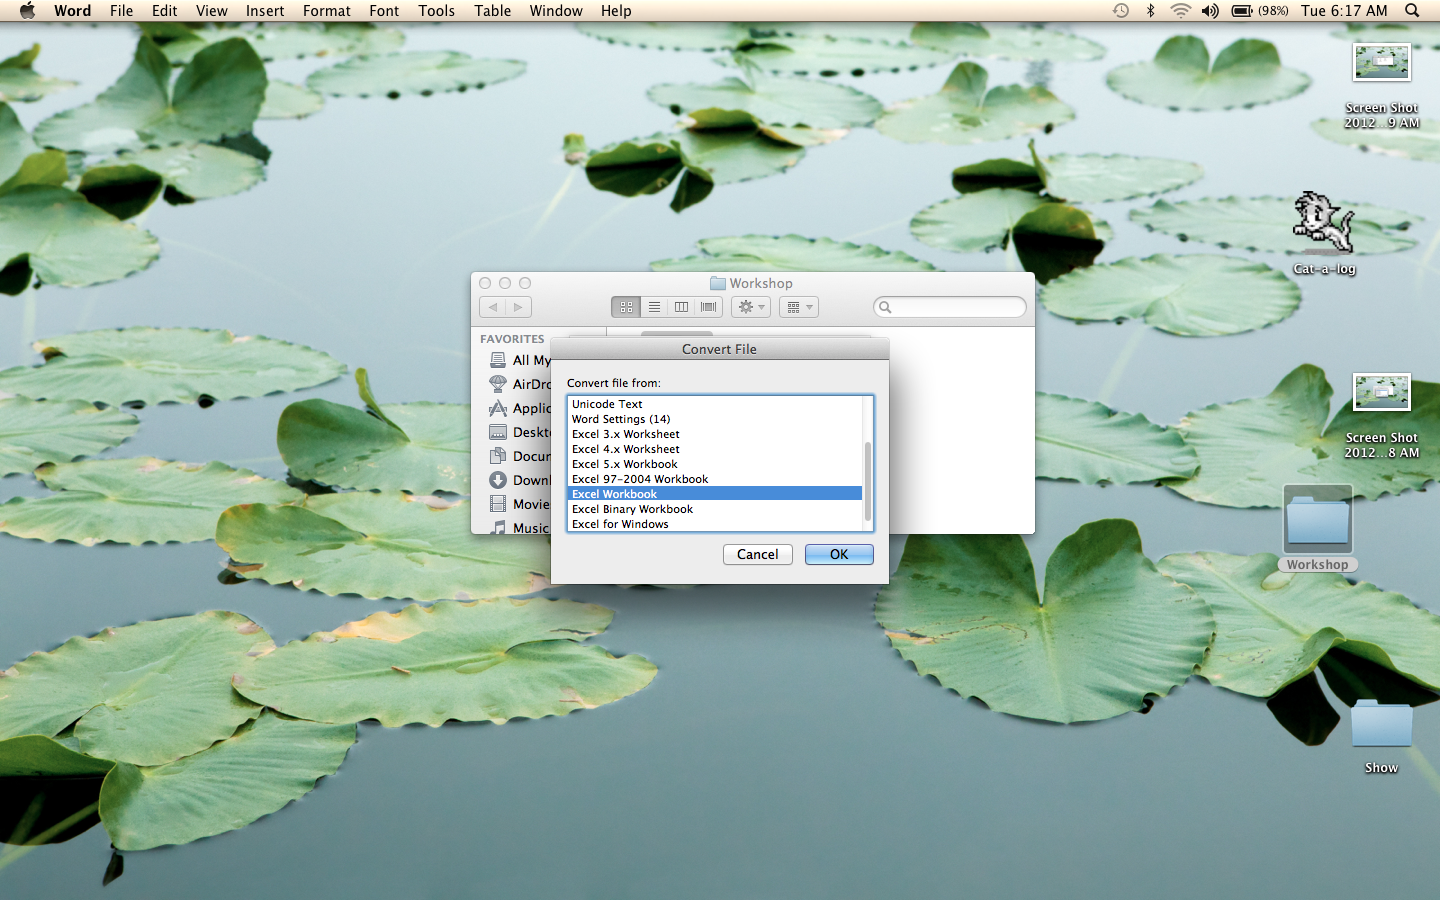 Word File Edit View Insert Format Font Tools Table Window Help (98%) Tue 6:17 AM
Screen Shot
2012...9 AM
Cat-a-log
Workshop
FAVORITES
All My
AirDro
Applic
Deskto
Docun
Downl
Movie
Music
Convert File
Convert file from:
Unicode Text
Word Settings (14)
Excel 3.x Worksheet
Excel 4.x Worksheet
Excel 5.x Workbook
Excel 97-2004 Workbook
Excel Workbook
Excel Binary Workbook
Excel for Windows
Cancel OK
Screen Shot
2012...8 AM
Workshop
Show